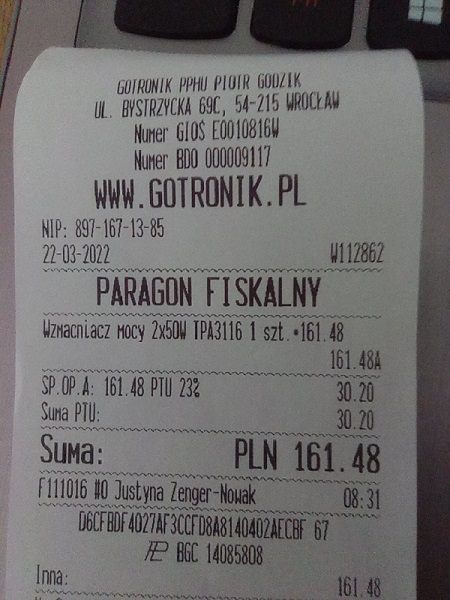 GOTRONIK PPHU PIOTR GODZIK
UL. BYSTRZYCKA 69C, 54-215 WROCŁAW
Numer GIOŚ E0010816W
Numer BDO 000009117
WWW.GOTRONIK.PL
NIP: 897-167-13-85
22-03-2022 W112862
PARAGON FISKALNY
Wzmacniacz mocy 2x50W TPA3116 1 szt.*161.48
161.48A
SP.OP.A: 161.48 PTU 23% 30.20
Suma PTU: 30.20
Suma: PLN 161.48
F111016 #0 Justyna Zenger-Nowak 08:31
D6CFBDF4027AF3CCFD8A8140402AECBF 67
BGC 14085808
Inna: 161.48